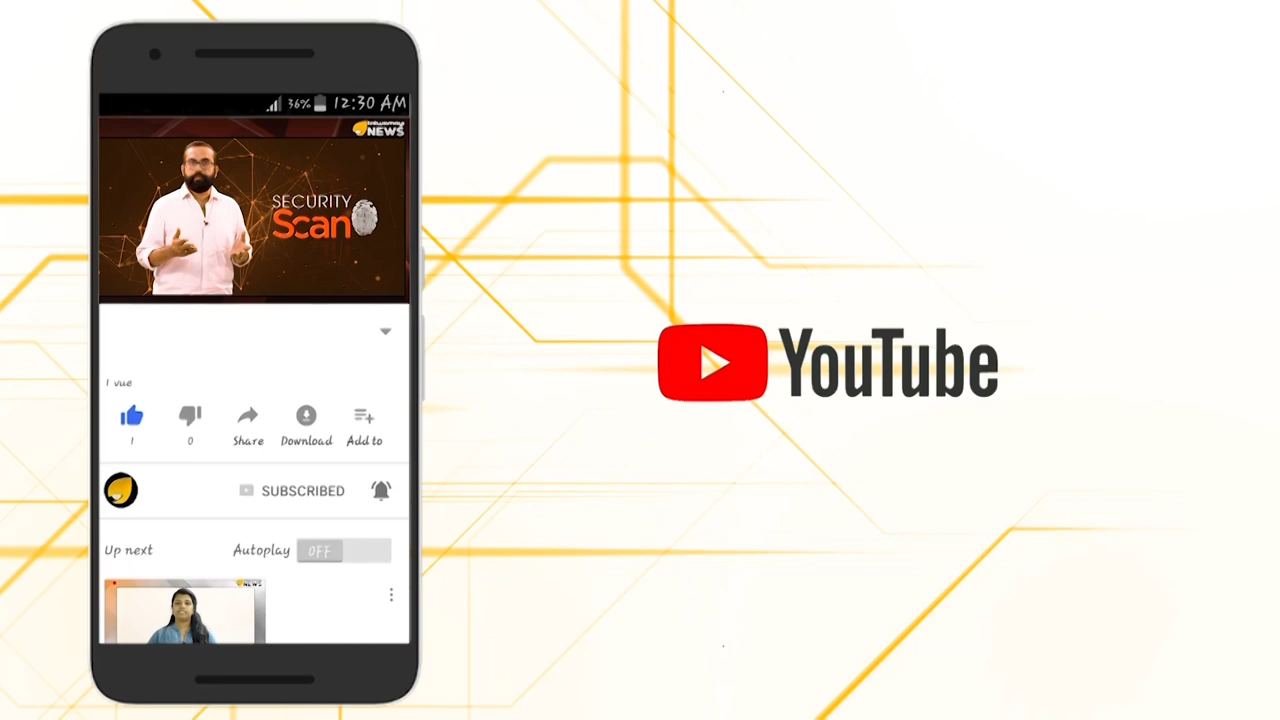 36% 12:30 AM
NEWS
SECURITY
Scan
1 vue
1 0 Share Download Add to
SUBSCRIBED
Up next Autoplay OFF
NEWS
YouTube